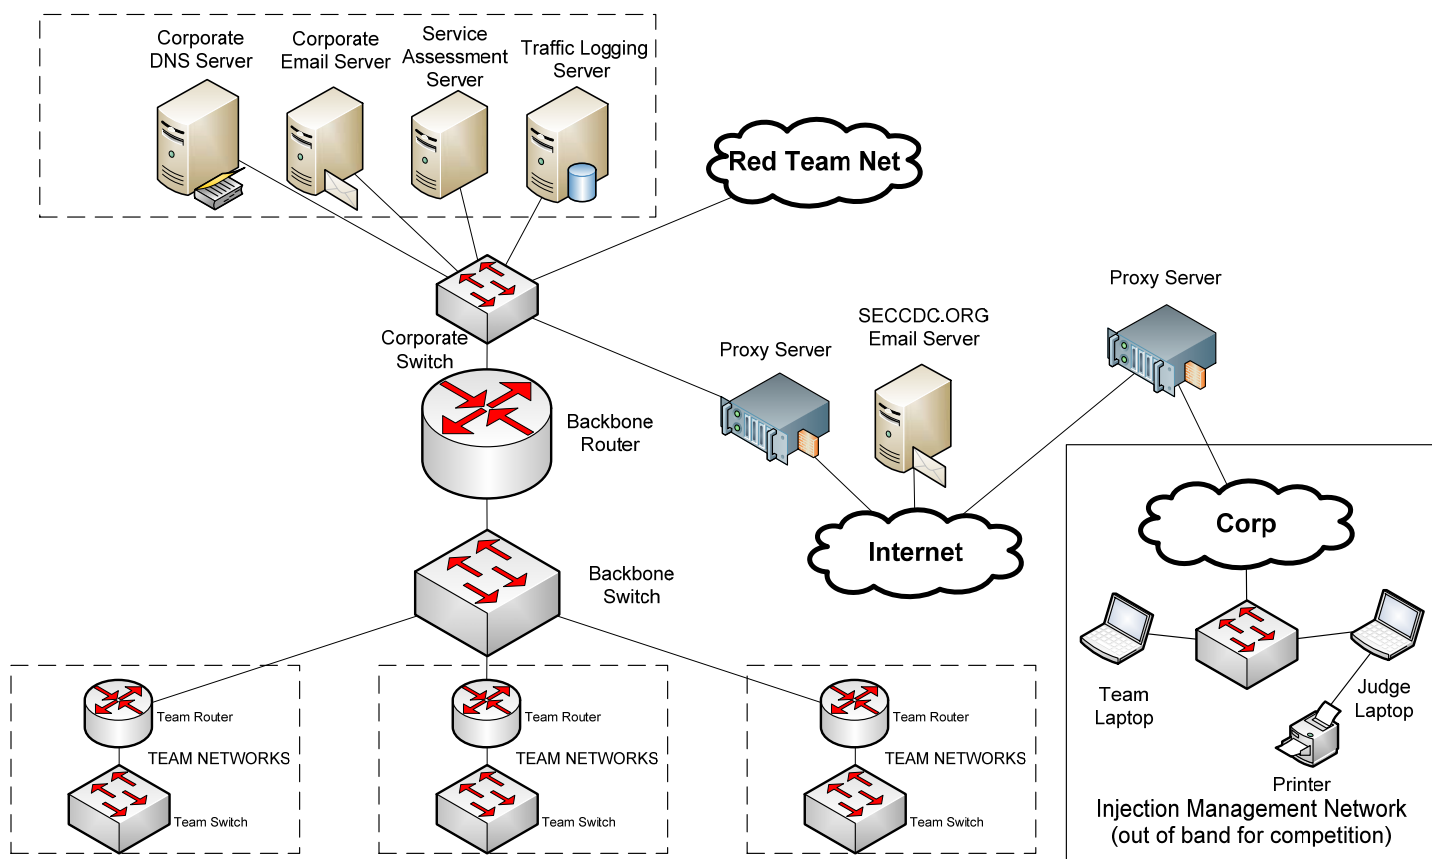 Corporate
DNS Server
Corporate
Email Server
Service
Assessment
Server
Traffic Logging
Server
Red Team Net
Corporate
Switch
Proxy Server
SECCDC.ORG
Email Server
Proxy Server
Backbone
Router
Internet
Corp
Backbone
Switch
Team
Laptop
Judge
Laptop
Printer
Injection Management Network
(out of band for competition)
Team Router
TEAM NETWORKS
Team Switch
Team Router
TEAM NETWORKS
Team Switch
Team Router
TEAM NETWORKS
Team Switch